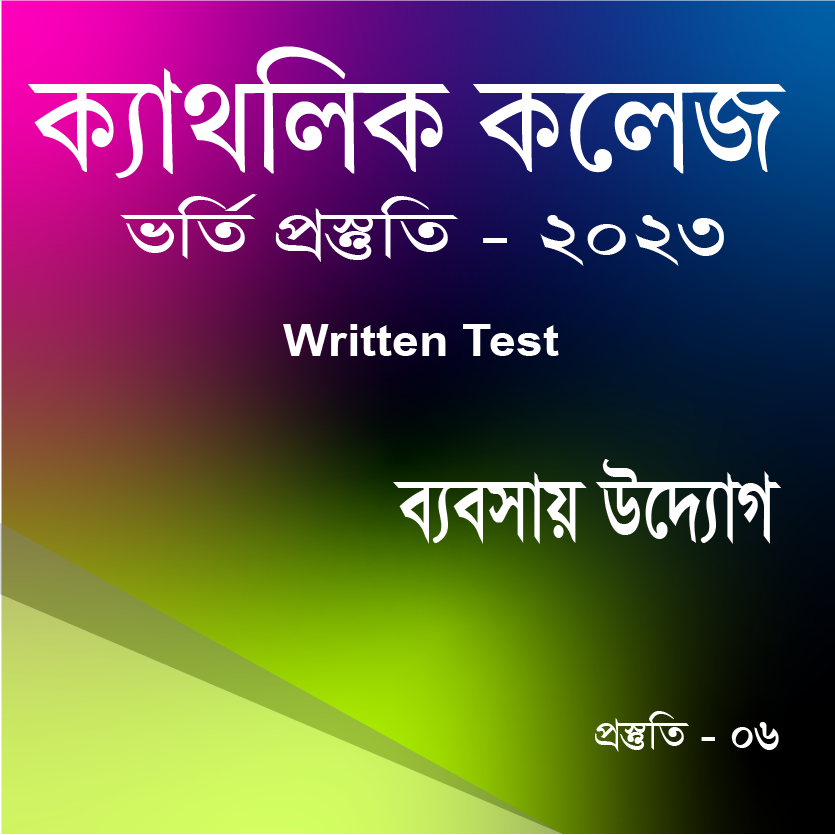 ক্যাথলিক কলেজ
ভর্তি প্রস্তুতি - ২০২৩
Written Test
ব্যবসায় উদ্যোগ
প্রস্তুতি - ০৬